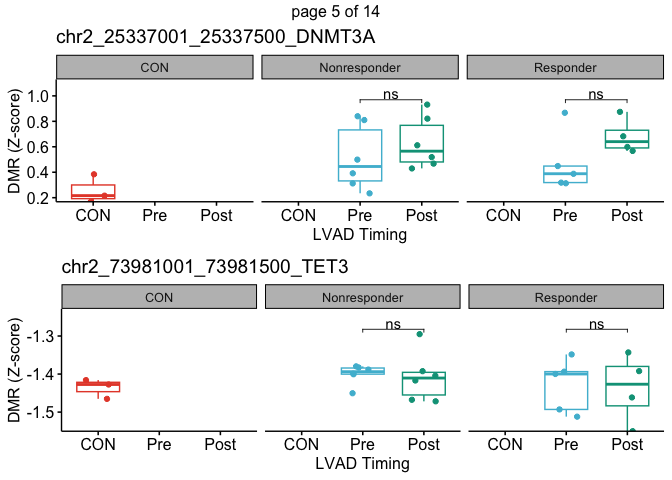 page 5 of 14
chr2_25337001_25337500_DNMT3A
CON Nonresponder Responder
DMR (Z-score)
1.0
0.8
0.6
0.4
0.2
ns ns
CON Pre Post CON Pre Post CON Pre Post
LVAD Timing
chr2_73981001_73981500_TET3
CON Nonresponder Responder
DMR (Z-score)
-1.3
-1.4
-1.5
ns ns
CON Pre Post CON Pre Post CON Pre Post
LVAD Timing